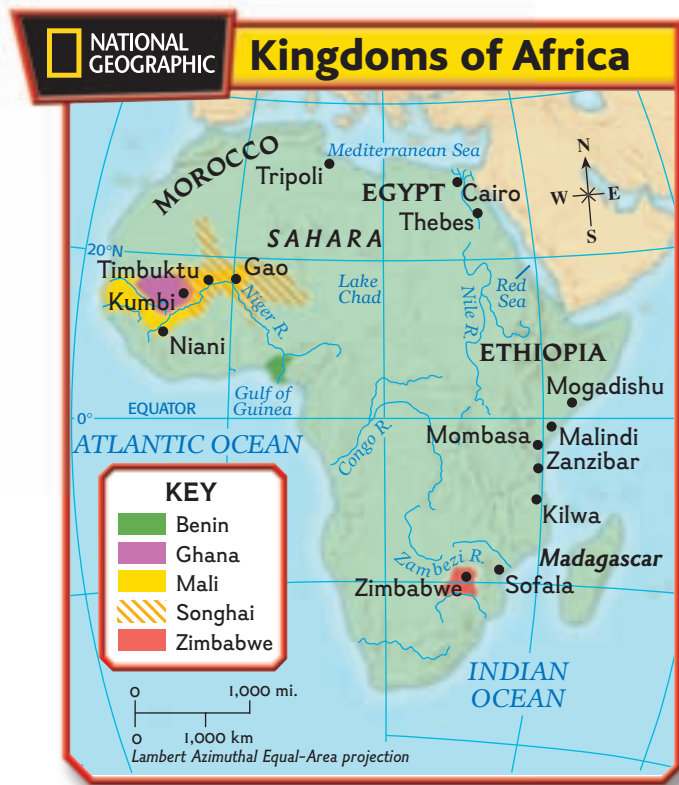 NATIONAL
GEOGRAPHIC
Kingdoms of Africa
MOROCCO
Mediterranean Sea
Tripoli
EGYPT
Cairo
Thebes
N
W
E
S
20°N
SAHARA
Timbuktu
Gao
Lake
Chad
Red
Sea
Kumbi
Niger R.
Nile R.
Niani
ETHIOPIA
Mogadishu
Gulf of
Guinea
0°
EQUATOR
ATLANTIC OCEAN
Congo R.
Mombasa
Malindi
Zanzibar
Kilwa
KEY
Benin
Ghana
Mali
Songhai
Zimbabwe
Zambezi R.
Madagascar
Zimbabwe
Sofala
INDIAN
OCEAN
0
1,000 mi.
0
1,000 km
Lambert Azimuthal Equal-Area projection